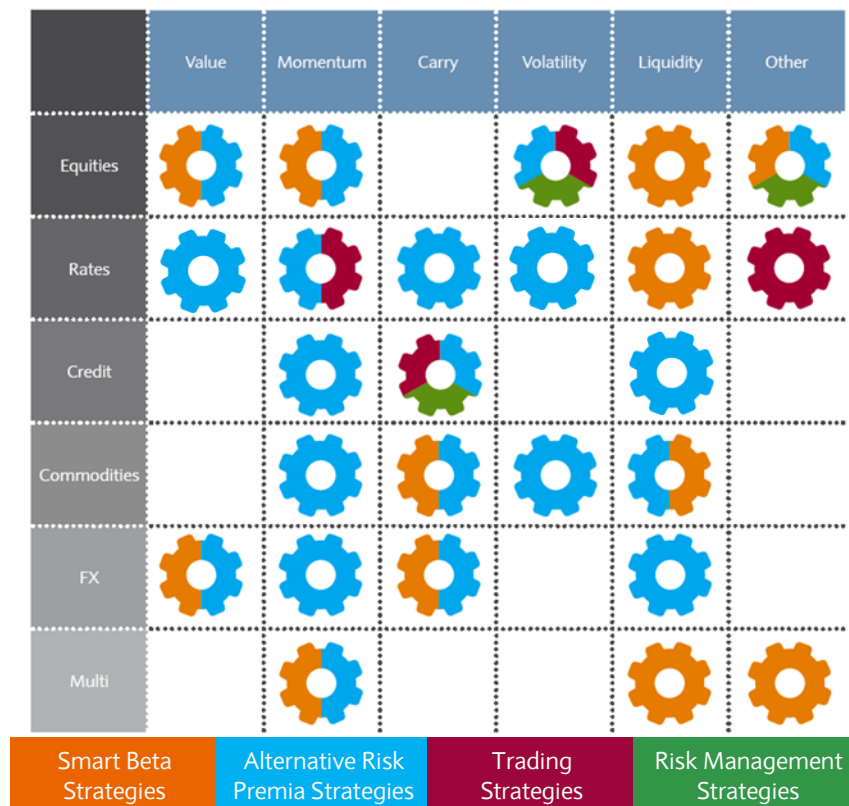 Value Momentum Carry Volatility Liquidity Other
Equities
Rates
Credit
Commodities
FX
Multi
Smart Beta
Strategies
Alternative Risk
Premia Strategies
Trading
Strategies
Risk Management
Strategies